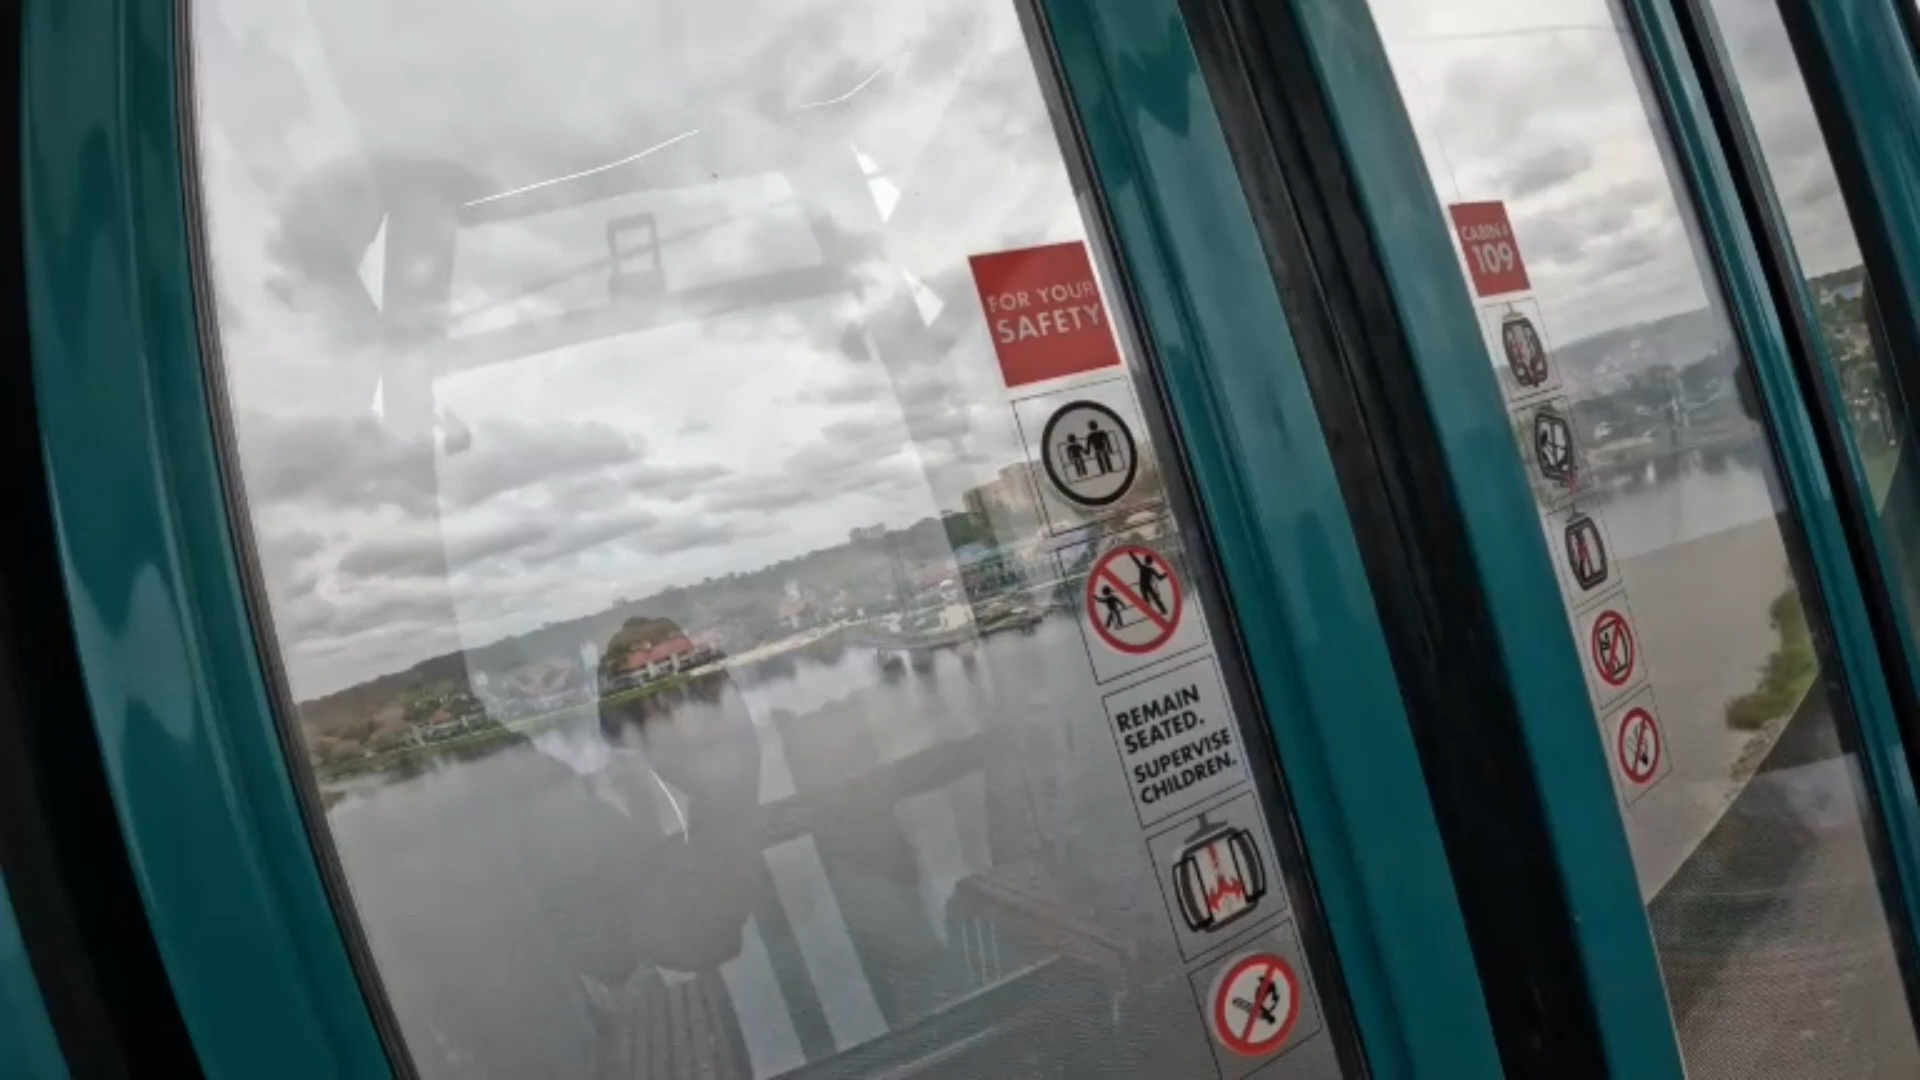 FOR YOUR
SAFETY
REMAIN
SEATED.
SUPERVISE
CHILDREN.
CABIN #
109